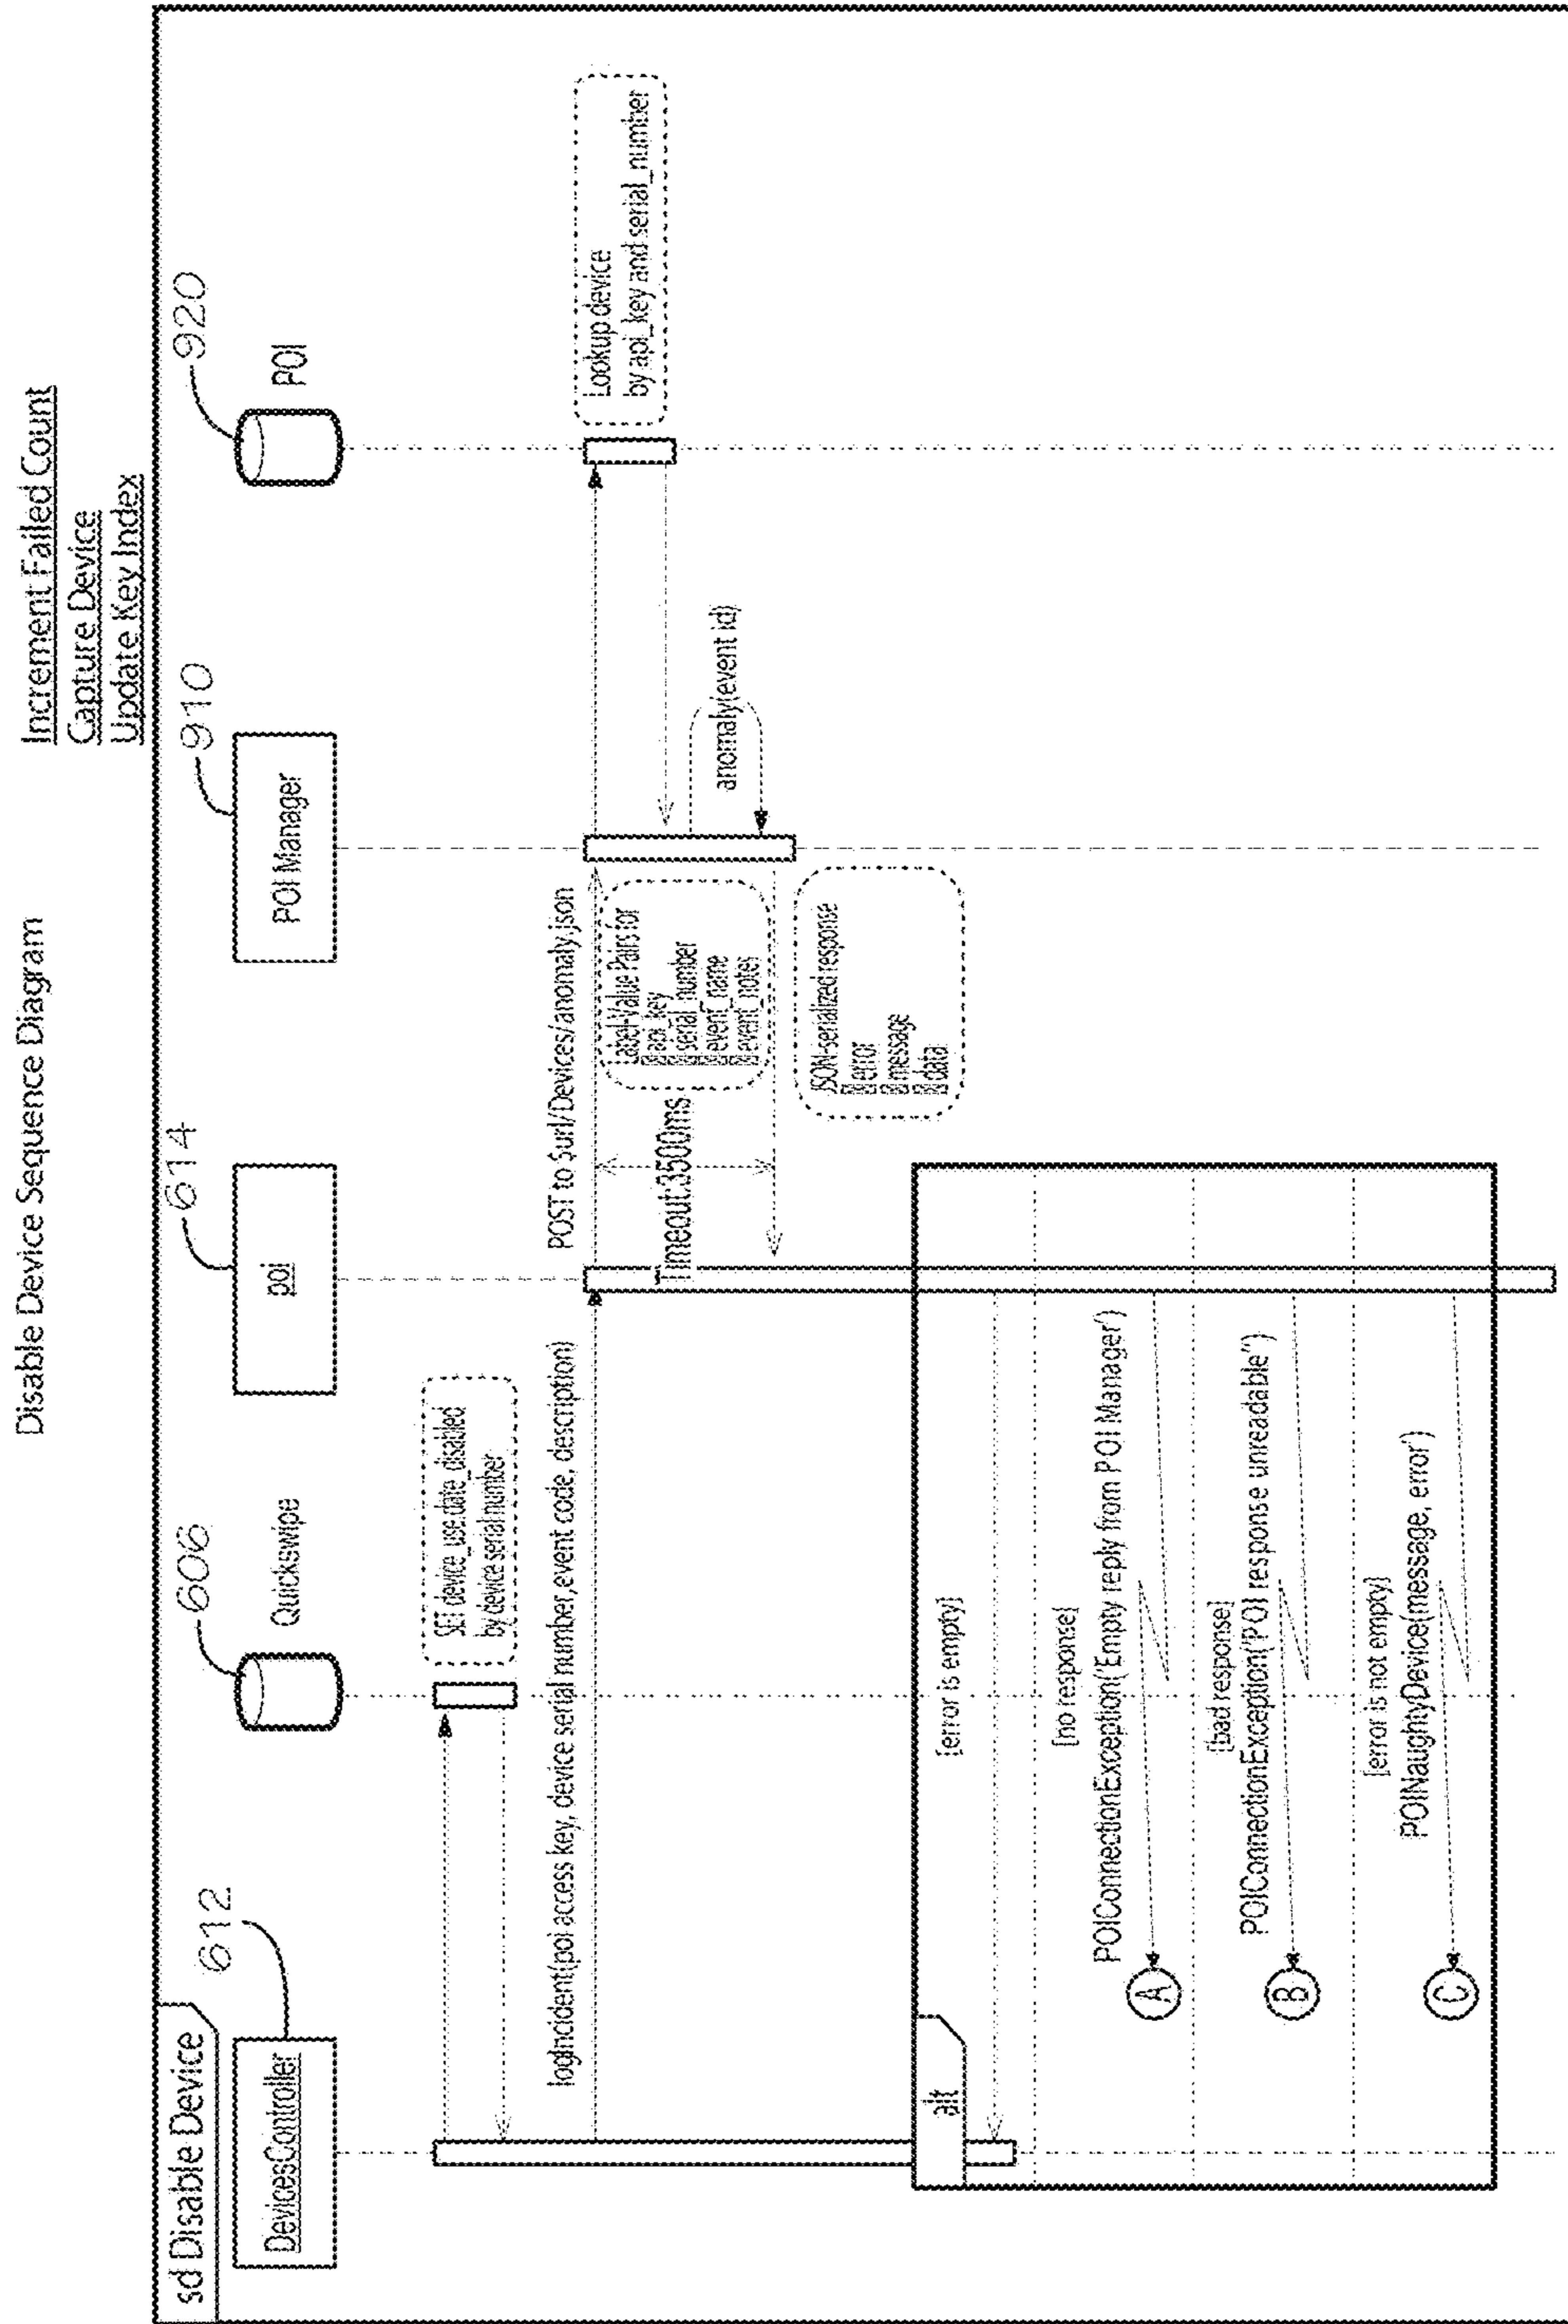 Disable Device Sequence Diagram
Increment Failed Count
Capture Device
Update Key Index
sd Disable Device
612
606
614
910
920
DevicesController
Quickswipe
poi
POI Manager
POI
SET device_use.date_disabled
by device serial number
logIncident(poi access key, device serial number, event code, description)
POST to $url/Devices/anomaly.json
Lookup device
by api_key and serial_number
Label-Value Pairs for
api_key
serial_number
event_name
event_notes
Timeout:3500ms
anomaly(event id)
JSON-serialized response
error
message
data
alt
[error is empty]
[no response]
POIConnectionException('Empty reply from POI Manager')
A
[bad response]
POIConnectionException('POI response unreadable'')
B
[error is not empty]
POINaughtyDevice(message, error')
C